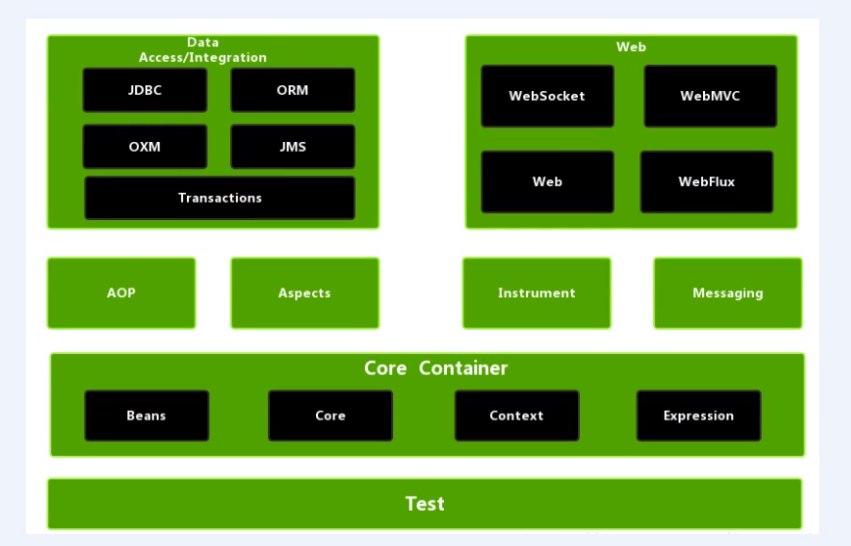 Data
Access/Integration
JDBC
ORM
OXM
JMS
Transactions
Web
WebSocket
WebMVC
Web
WebFlux
AOP
Aspects
Instrument
Messaging
Core Container
Beans
Core
Context
Expression
Test